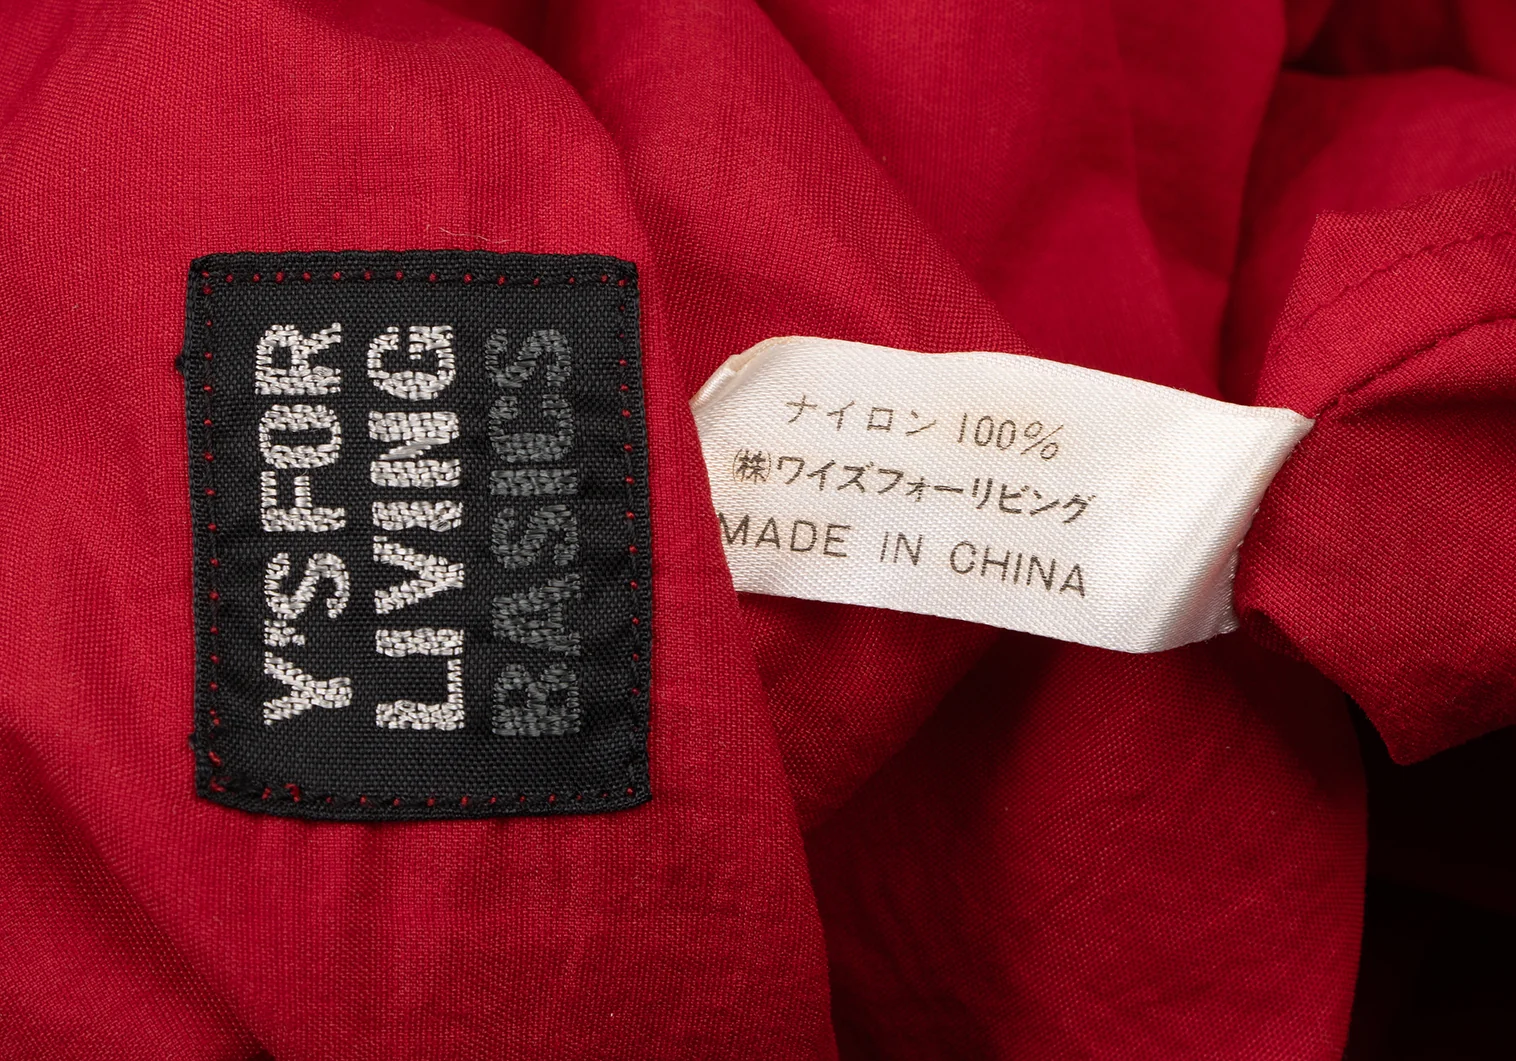 Y'S FOR
LIVING
BASICS
ナイロン 100%
㈱ワイズフォーリビング
MADE IN CHINA